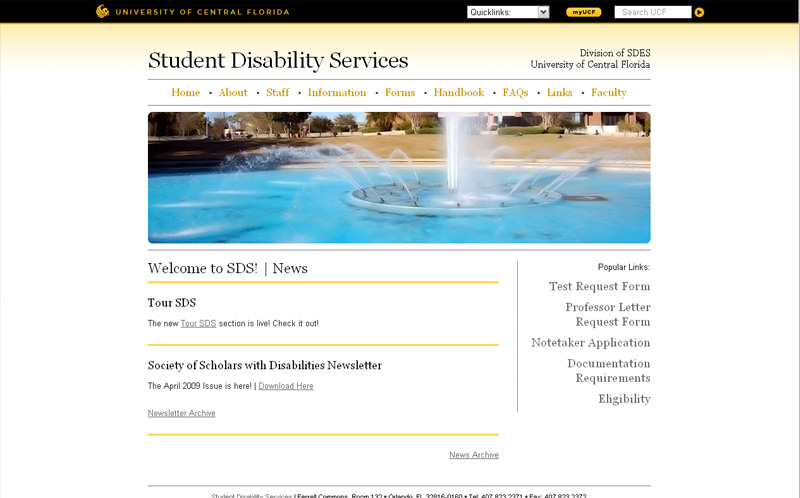 UNIVERSITY OF CENTRAL FLORIDA
Quicklinks:
myUCF
Search UCF
Student Disability Services
Division of SDES
University of Central Florida
Home • About • Staff • Information • Forms • Handbook • FAQs • Links • Faculty
Welcome to SDS! | News
Tour SDS
The new Tour SDS section is live! Check it out!
Society of Scholars with Disabilities Newsletter
The April 2009 Issue is here! | Download Here
Newsletter Archive
News Archive
Popular Links:
Test Request Form
Professor Letter
Request Form
Notetaker Application
Documentation
Requirements
Eligibility
Student Disability Services | Ferrell Commons, Room 132 • Orlando, FL 32816-0160 • Tel: 407.823.2371 • Fax: 407.823.2372